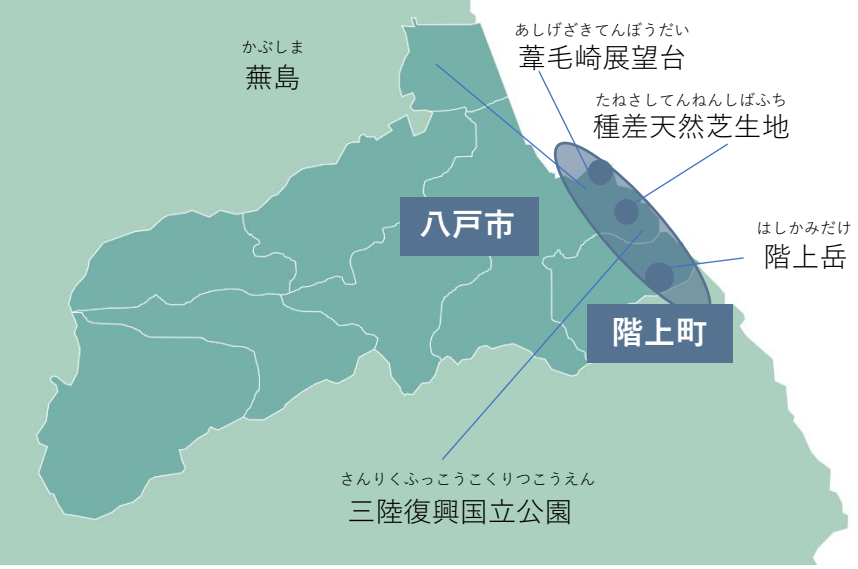 あしげざきてんぼうだい
葦毛崎展望台
かぶしま
蕪島
たねさしてんねんしばふち
種差天然芝生地
八戸市
はしかみだけ
階上岳
階上町
さんりくふっこうこくりつこうえん
三陸復興国立公園